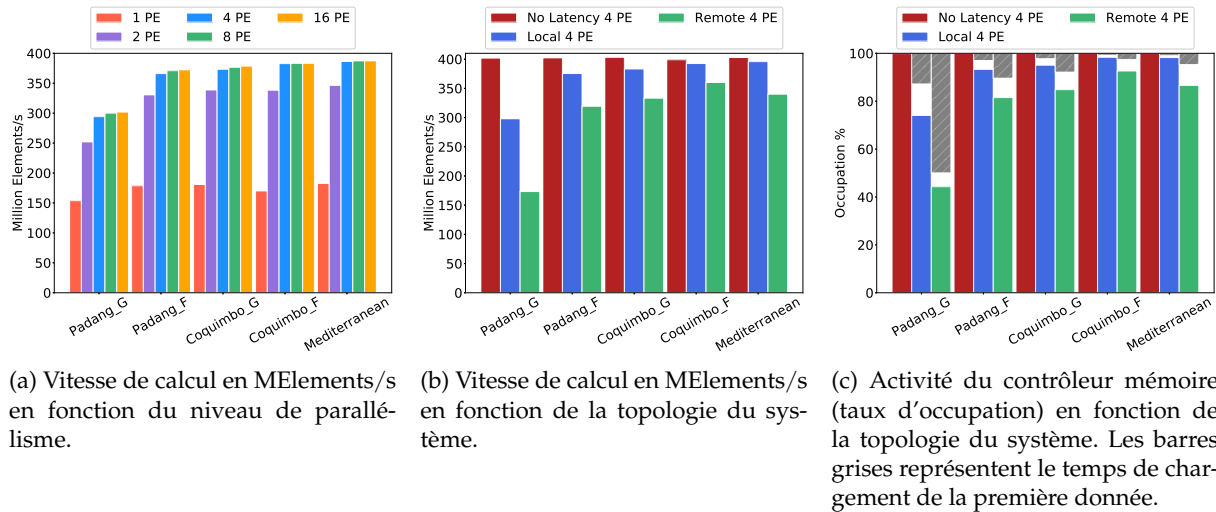 1 PE
4 PE
16 PE
2 PE
8 PE
400
350
300
250
200
150
100
50
0
Million Elements/s
Padang_G
Padang_F
Coquimbo_G
Coquimbo_F
Mediterranean
(a) Vitesse de calcul en MElements/s
en fonction du niveau de parallé-
lisme.
No Latency 4 PE
Remote 4 PE
Local 4 PE
400
350
300
250
200
150
100
50
0
Million Elements/s
Padang_G
Padang_F
Coquimbo_G
Coquimbo_F
Mediterranean
(b) Vitesse de calcul en MElements/s
en fonction de la topologie du sys-
tème.
No Latency 4 PE
Remote 4 PE
Local 4 PE
100
80
60
40
20
0
Occupation %
Padang_G
Padang_F
Coquimbo_G
Coquimbo_F
Mediterranean
(c) Activité du contrôleur mémoire
(taux d'occupation) en fonction de
la topologie du système. Les barres
grises représentent le temps de char-
gement de la première donnée.